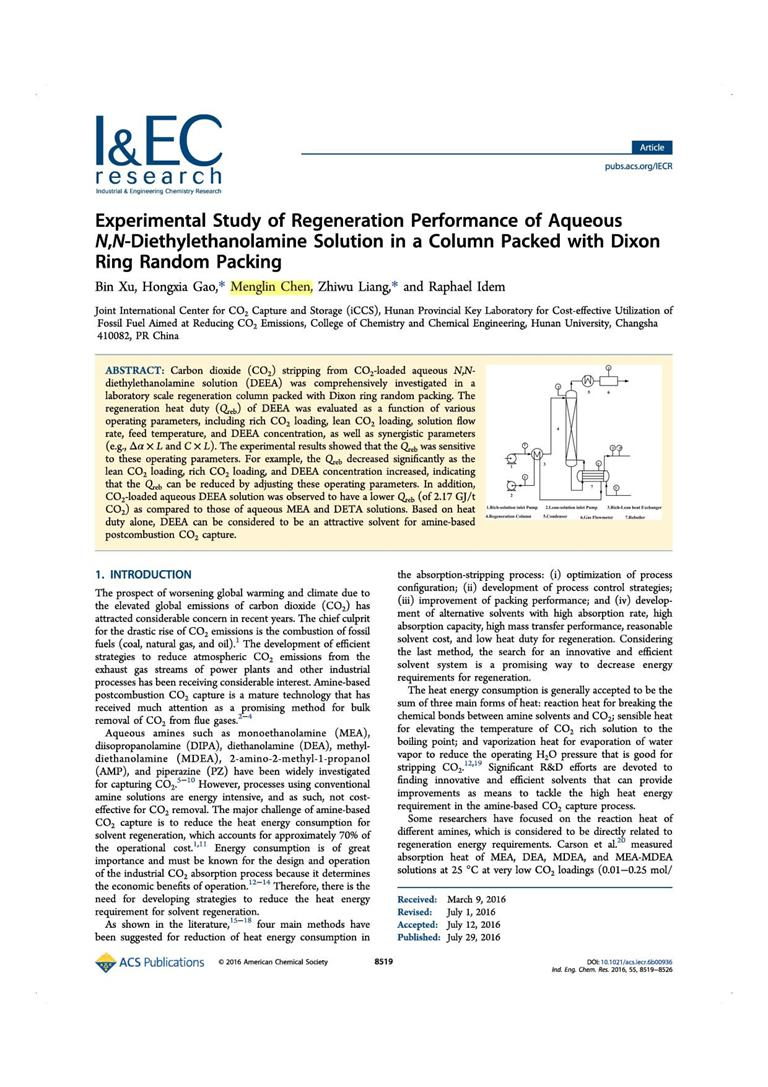 I&EC
research
Industrial & Engineering Chemistry Research
Article
pubs.acs.org/IECR
Experimental Study of Regeneration Performance of Aqueous
N,N-Diethylethanolamine Solution in a Column Packed with Dixon
Ring Random Packing
Bin Xu, Hongxia Gao,* Menglin Chen, Zhiwu Liang,* and Raphael Idem
Joint International Center for CO2 Capture and Storage (iCCS), Hunan Provincial Key Laboratory for Cost-effective Utilization of
Fossil Fuel Aimed at Reducing CO2 Emissions, College of Chemistry and Chemical Engineering, Hunan University, Changsha
410082, PR China
ABSTRACT: Carbon dioxide (CO2) stripping from CO2-loaded aqueous N,N-
diethylethanolamine solution (DEEA) was comprehensively investigated in a
laboratory scale regeneration column packed with Dixon ring random packing. The
regeneration heat duty (Qreb) of DEEA was evaluated as a function of various
operating parameters, including rich CO2 loading, lean CO2 loading, solution flow
rate, feed temperature, and DEEA concentration, as well as synergistic parameters
(e.g., Δα × L and C × L). The experimental results showed that the Qreb was sensitive
to these operating parameters. For example, the Qreb decreased significantly as the
lean CO2 loading, rich CO2 loading, and DEEA concentration increased, indicating
that the Qreb can be reduced by adjusting these operating parameters. In addition,
CO2-loaded aqueous DEEA solution was observed to have a lower Qreb (of 2.17 GJ/t
CO2) as compared to those of aqueous MEA and DETA solutions. Based on heat
duty alone, DEEA can be considered to be an attractive solvent for amine-based
postcombustion CO2 capture.
1.Rich-solution inlet Pump 2.Lean-solution inlet Pump 3.Rich-Lean heat Exchanger
4.Regeneration Column 5.Condenser 6.Gas Flowmeter 7.Reboiler
1. INTRODUCTION
The prospect of worsening global warming and climate due to
the elevated global emissions of carbon dioxide (CO2) has
attracted considerable concern in recent years. The chief culprit
for the drastic rise of CO2 emissions is the combustion of fossil
fuels (coal, natural gas, and oil).1 The development of efficient
strategies to reduce atmospheric CO2 emissions from the
exhaust gas streams of power plants and other industrial
processes has been receiving considerable interest. Amine-based
postcombustion CO2 capture is a mature technology that has
received much attention as a promising method for bulk
removal of CO2 from flue gases.2−4
Aqueous amines such as monoethanolamine (MEA),
diisopropanolamine (DIPA), diethanolamine (DEA), methyl-
diethanolamine (MDEA), 2-amino-2-methyl-1-propanol
(AMP), and piperazine (PZ) have been widely investigated
for capturing CO2.5−10 However, processes using conventional
amine solutions are energy intensive, and as such, not cost-
effective for CO2 removal. The major challenge of amine-based
CO2 capture is to reduce the heat energy consumption for
solvent regeneration, which accounts for approximately 70% of
the operational cost.1,11 Energy consumption is of great
importance and must be known for the design and operation
of the industrial CO2 absorption process because it determines
the economic benefits of operation.12−14 Therefore, there is the
need for developing strategies to reduce the heat energy
requirement for solvent regeneration.
As shown in the literature,15−18 four main methods have
been suggested for reduction of heat energy consumption in
the absorption-stripping process: (i) optimization of process
configuration; (ii) development of process control strategies;
(iii) improvement of packing performance; and (iv) develop-
ment of alternative solvents with high absorption rate, high
absorption capacity, high mass transfer performance, reasonable
solvent cost, and low heat duty for regeneration. Considering
the last method, the search for an innovative and efficient
solvent system is a promising way to decrease energy
requirements for regeneration.
The heat energy consumption is generally accepted to be the
sum of three main forms of heat: reaction heat for breaking the
chemical bonds between amine solvents and CO2; sensible heat
for elevating the temperature of CO2 rich solution to the
boiling point; and vaporization heat for evaporation of water
vapor to reduce the operating H2O pressure that is good for
stripping CO2.12,19 Significant R&D efforts are devoted to
finding innovative and efficient solvents that can provide
improvements as means to tackle the high heat energy
requirement in the amine-based CO2 capture process.
Some researchers have focused on the reaction heat of
different amines, which is considered to be directly related to
regeneration energy requirements. Carson et al.20 measured
absorption heat of MEA, DEA, MDEA, and MEA-MDEA
solutions at 25 °C at very low CO2 loadings (0.01−0.25 mol/
Received: March 9, 2016
Revised: July 1, 2016
Accepted: July 12, 2016
Published: July 29, 2016
ACS Publications © 2016 American Chemical Society
8519
DOI: 10.1021/acs.iecr.6b00936
Ind. Eng. Chem. Res. 2016, 55, 8519−8526